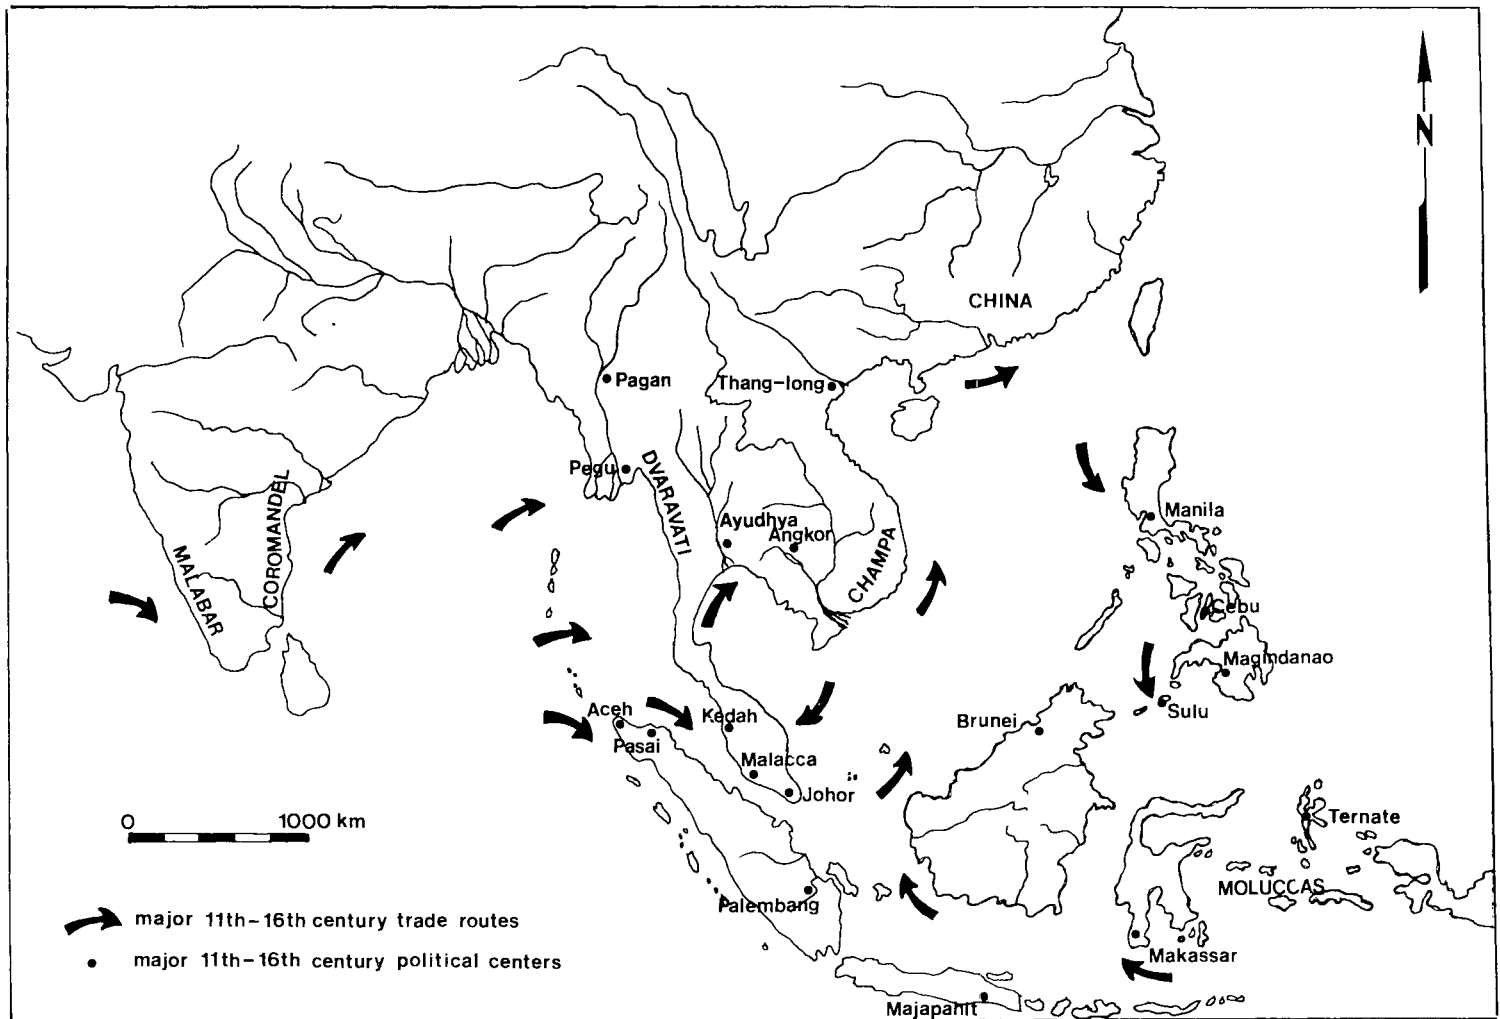 N
CHINA
Pagan
Thang-long
Pegu
DVARAVATI
COROMANDEL
MALABAR
Ayudhya
Angkor
CHAMPA
Manila
Cebu
Magindanao
Sulu
Brunei
Aceh
Pasai
Kedah
Malacca
Johor
Ternate
MOLUCCAS
Palembang
Makassar
Majapahit
0 1000 km
major 11th-16th century trade routes
major 11th-16th century political centers